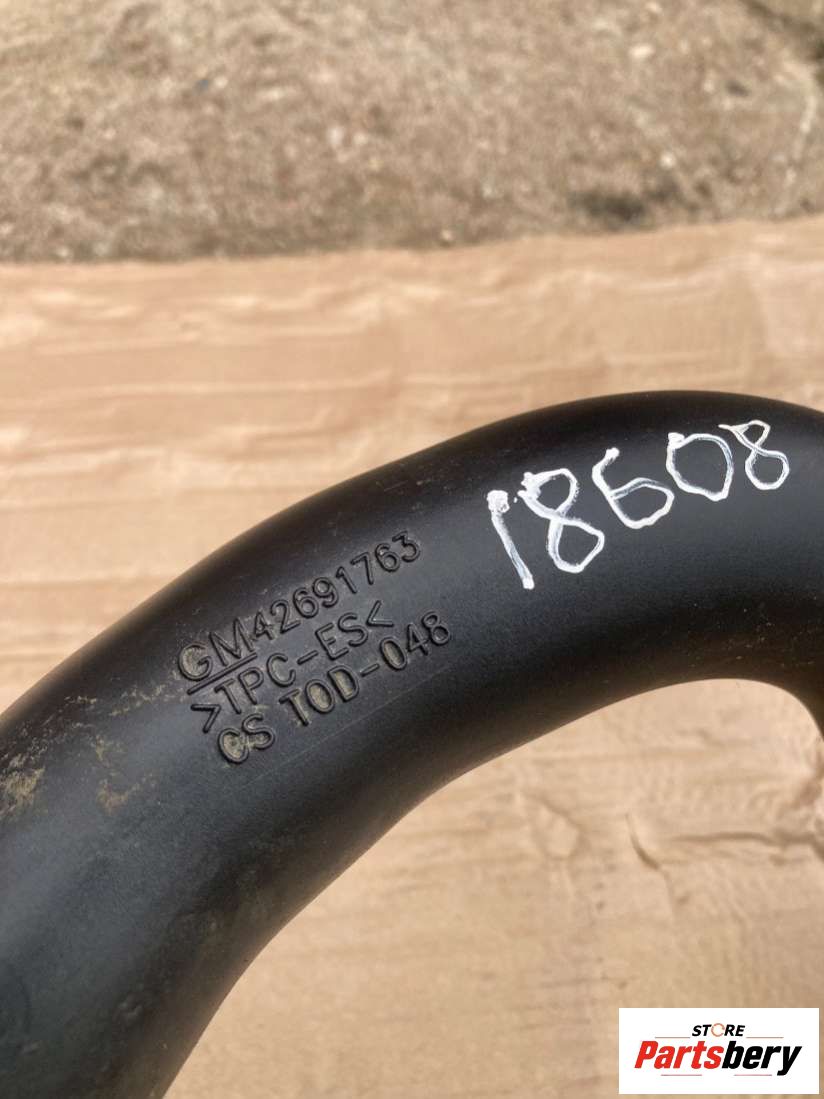 18608
GM42691763
>TPC-ES<
CS TOD-048
STORE
Partsbery